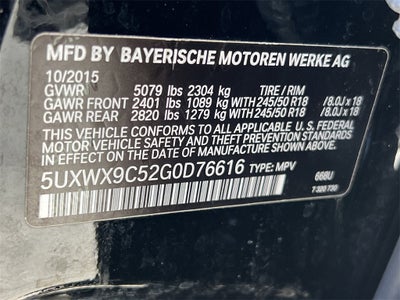 MFD BY BAYERISCHE MOTOREN WERKE AG
10/2015
GVWR 5079 lbs 2304 kg TIRE / RIM
GAWR FRONT 2401 lbs 1089 kg WITH 245/50 R18 / 8.0J x 18
GAWR REAR 2820 lbs 1279 kg WITH 245/50 R18 / 8.0J x 18
THIS VEHICLE CONFORMS TO ALL APPLICABLE U.S. FEDERAL
MOTOR VEHICLE SAFETY AND THEFT PREVENTION STANDARDS
IN EFFECT ON THE DATE OF MANUFACTURE SHOWN ABOVE.
5UXWX9C52G0D76616 TYPE: MPV
668U
7 320 730